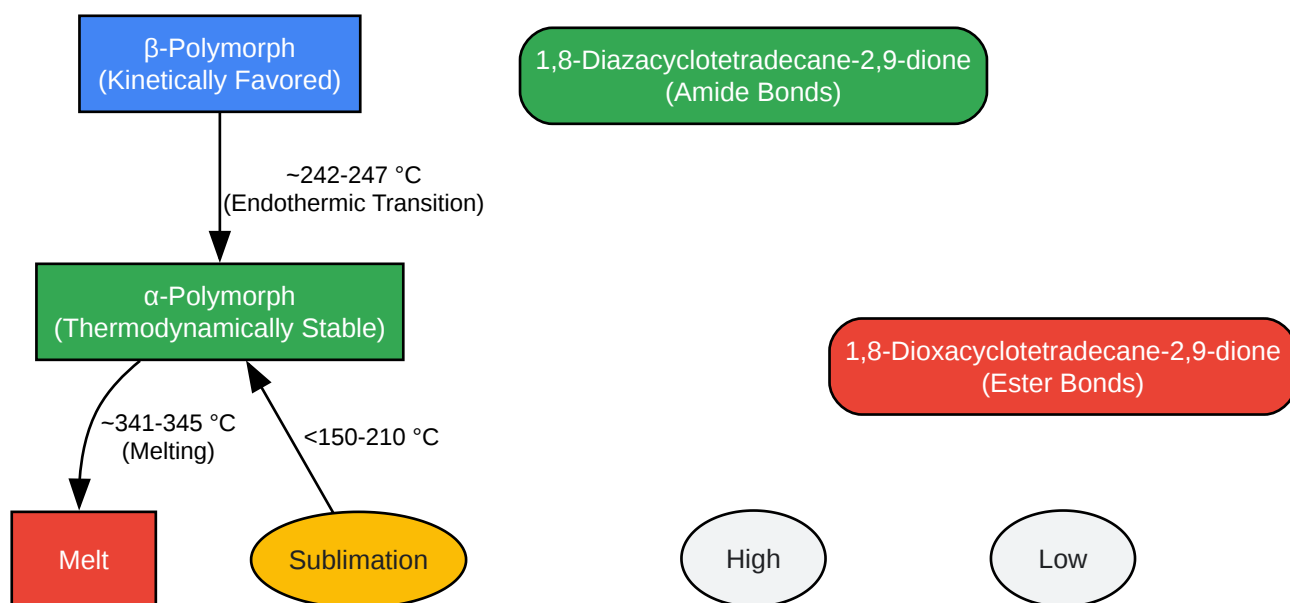 β-Polymorph
(Kinetically Favored)
1,8-Diazacyclotetradecane-2,9-dione
(Amide Bonds)
~242-247 °C
(Endothermic Transition)
α-Polymorph
(Thermodynamically Stable)
1,8-Dioxacyclotetradecane-2,9-dione
(Ester Bonds)
~341-345 °C
(Melting)
<150-210 °C
Melt
Sublimation
High
Low